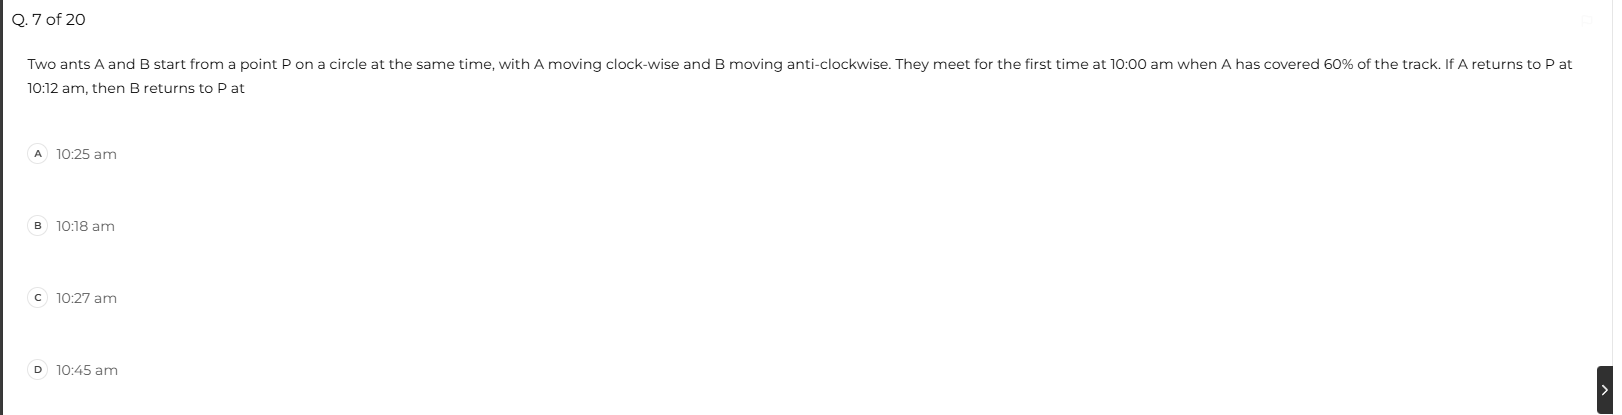 Q. 7 of 20
Two ants A and B start from a point P on a circle at the same time, with A moving clock-wise and B moving anti-clockwise. They meet for the first time at 10:00 am when A has covered 60% of the track. If A returns to P at
10:12 am, then B returns to P at
A 10:25 am
B 10:18 am
C 10:27 am
D 10:45 am